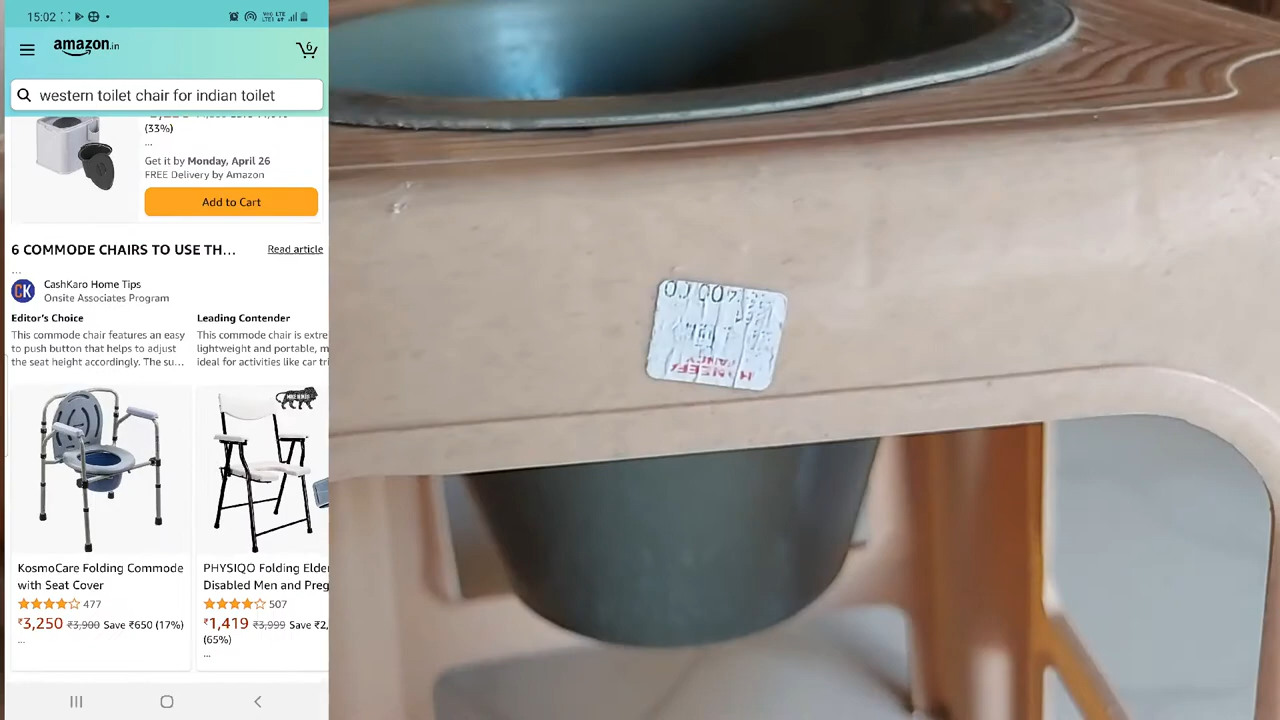 15:02
VoLTE
LTE1
amazon.in
6
western toilet chair for indian toilet
(33%)
...
Get it by Monday, April 26
FREE Delivery by Amazon
Add to Cart
6 COMMODE CHAIRS TO USE TH...
Read article
...
CK
CashKaro Home Tips
Onsite Associates Program
Editor's Choice
This commode chair features an easy
to push button that helps to adjust
the seat height accordingly. The su...
Leading Contender
This commode chair is extre
lightweight and portable, m
ideal for activities like car tri
MAKE IN INDIA
KosmoCare Folding Commode
with Seat Cover
477
₹3,250 ₹3,900 Save ₹650 (17%)
...
PHYSIQO Folding Elder
Disabled Men and Preg
507
₹1,419 ₹3,999 Save ₹2,
(65%)
...